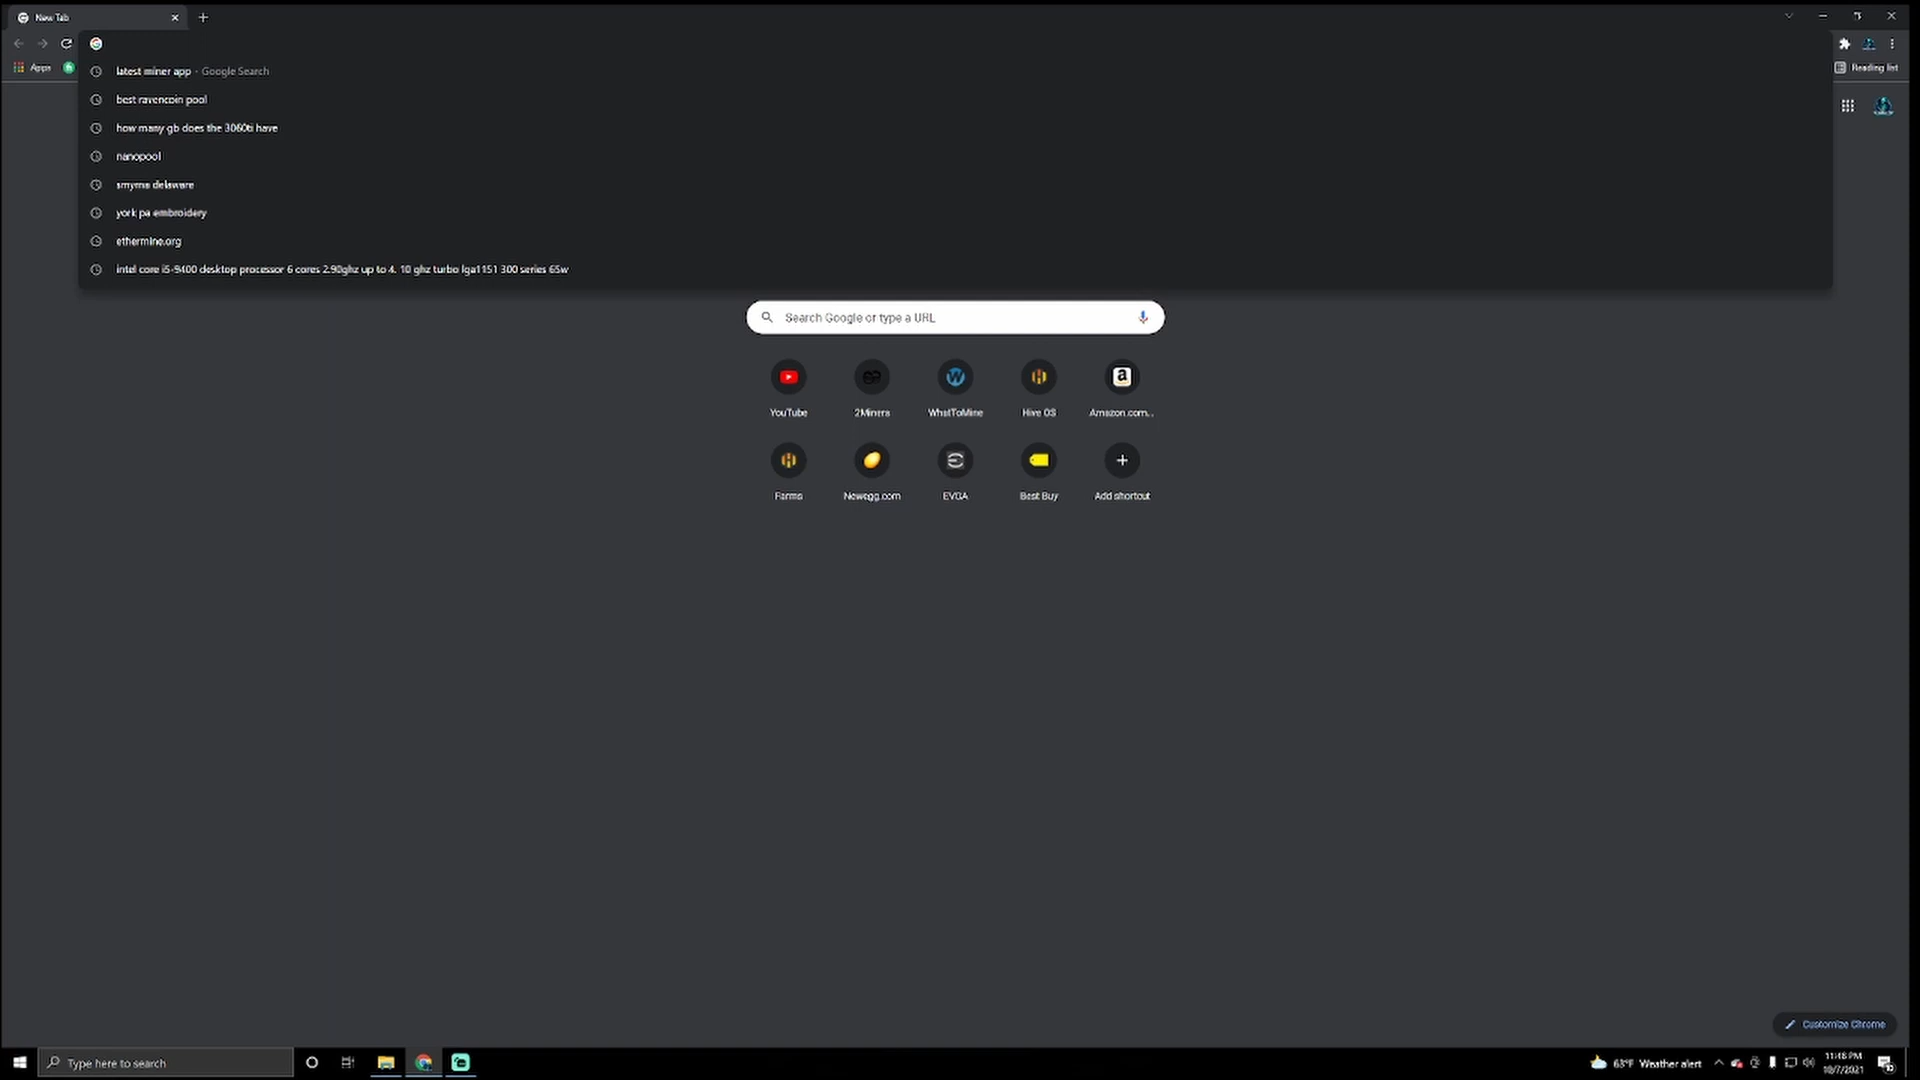 New Tab
latest miner app - Google Search
best ravencoin pool
how many gb does the 3060ti have
nanopool
smyrna delaware
york pa embroidery
ethermine.org
intel core i5-9400 desktop processor 6 cores 2.90ghz up to 4. 10 ghz turbo lga1151 300 series 65w
Apps
Reading list
Search Google or type a URL
YouTube
2Miners
WhatToMine
Hive OS
Amazon.com...
Farms
Newegg.com
EVGA
Best Buy
Add shortcut
Customize Chrome
Type here to search
63°F Weather alert
11:48 PM
10/7/2021